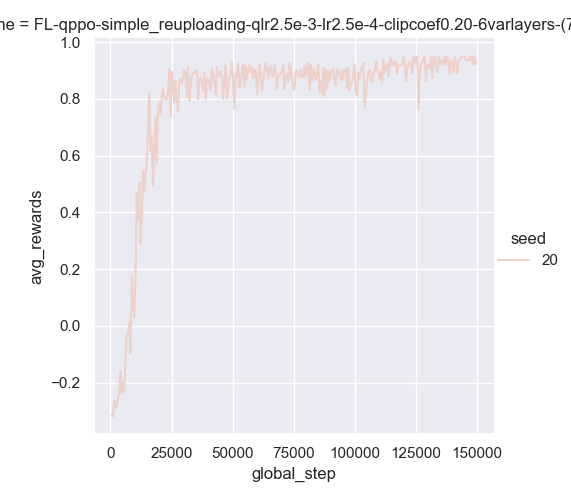 me = FL-qppo-simple_reuploading-qlr2.5e-3-lr2.5e-4-clipcoef0.20-6varlayers-(7
1.0
0.8
0.6
0.4
0.2
0.0
−0.2
avg_rewards
seed
20
0 25000 50000 75000 100000 125000 150000
global_step